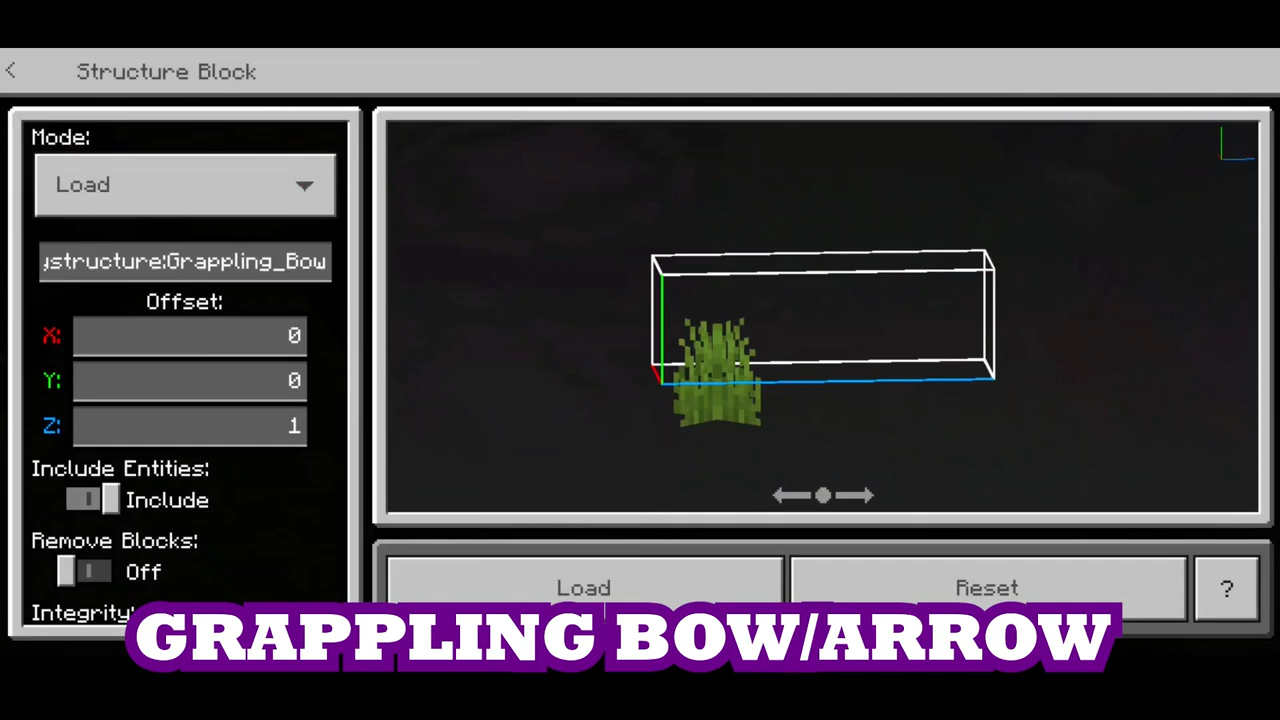 Structure Block
Mode:
Load
ystructure:Grappling_Bow
Offset:
X: 0
Y: 0
Z: 1
Include Entities:
Include
Remove Blocks:
Off
Integrity:
Load
Reset
?
GRAPPLING BOW/ARROW